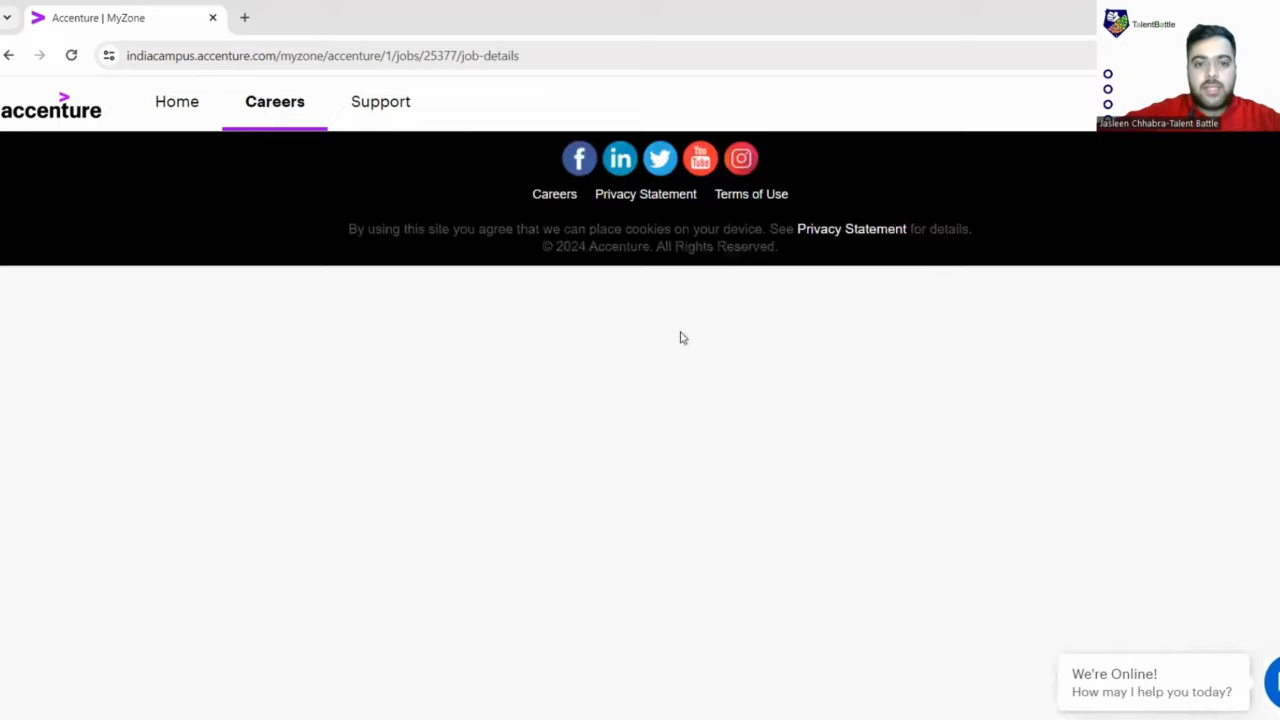 Accenture | MyZone
indiacampus.accenture.com/myzone/accenture/1/jobs/25377/job-details
TalentBattle
Jasleen Chhabra-Talent Battle
accenture
Home
Careers
Support
You Tube
Careers
Privacy Statement
Terms of Use
By using this site you agree that we can place cookies on your device. See Privacy Statement for details.
© 2024 Accenture. All Rights Reserved.
We're Online!
How may I help you today?